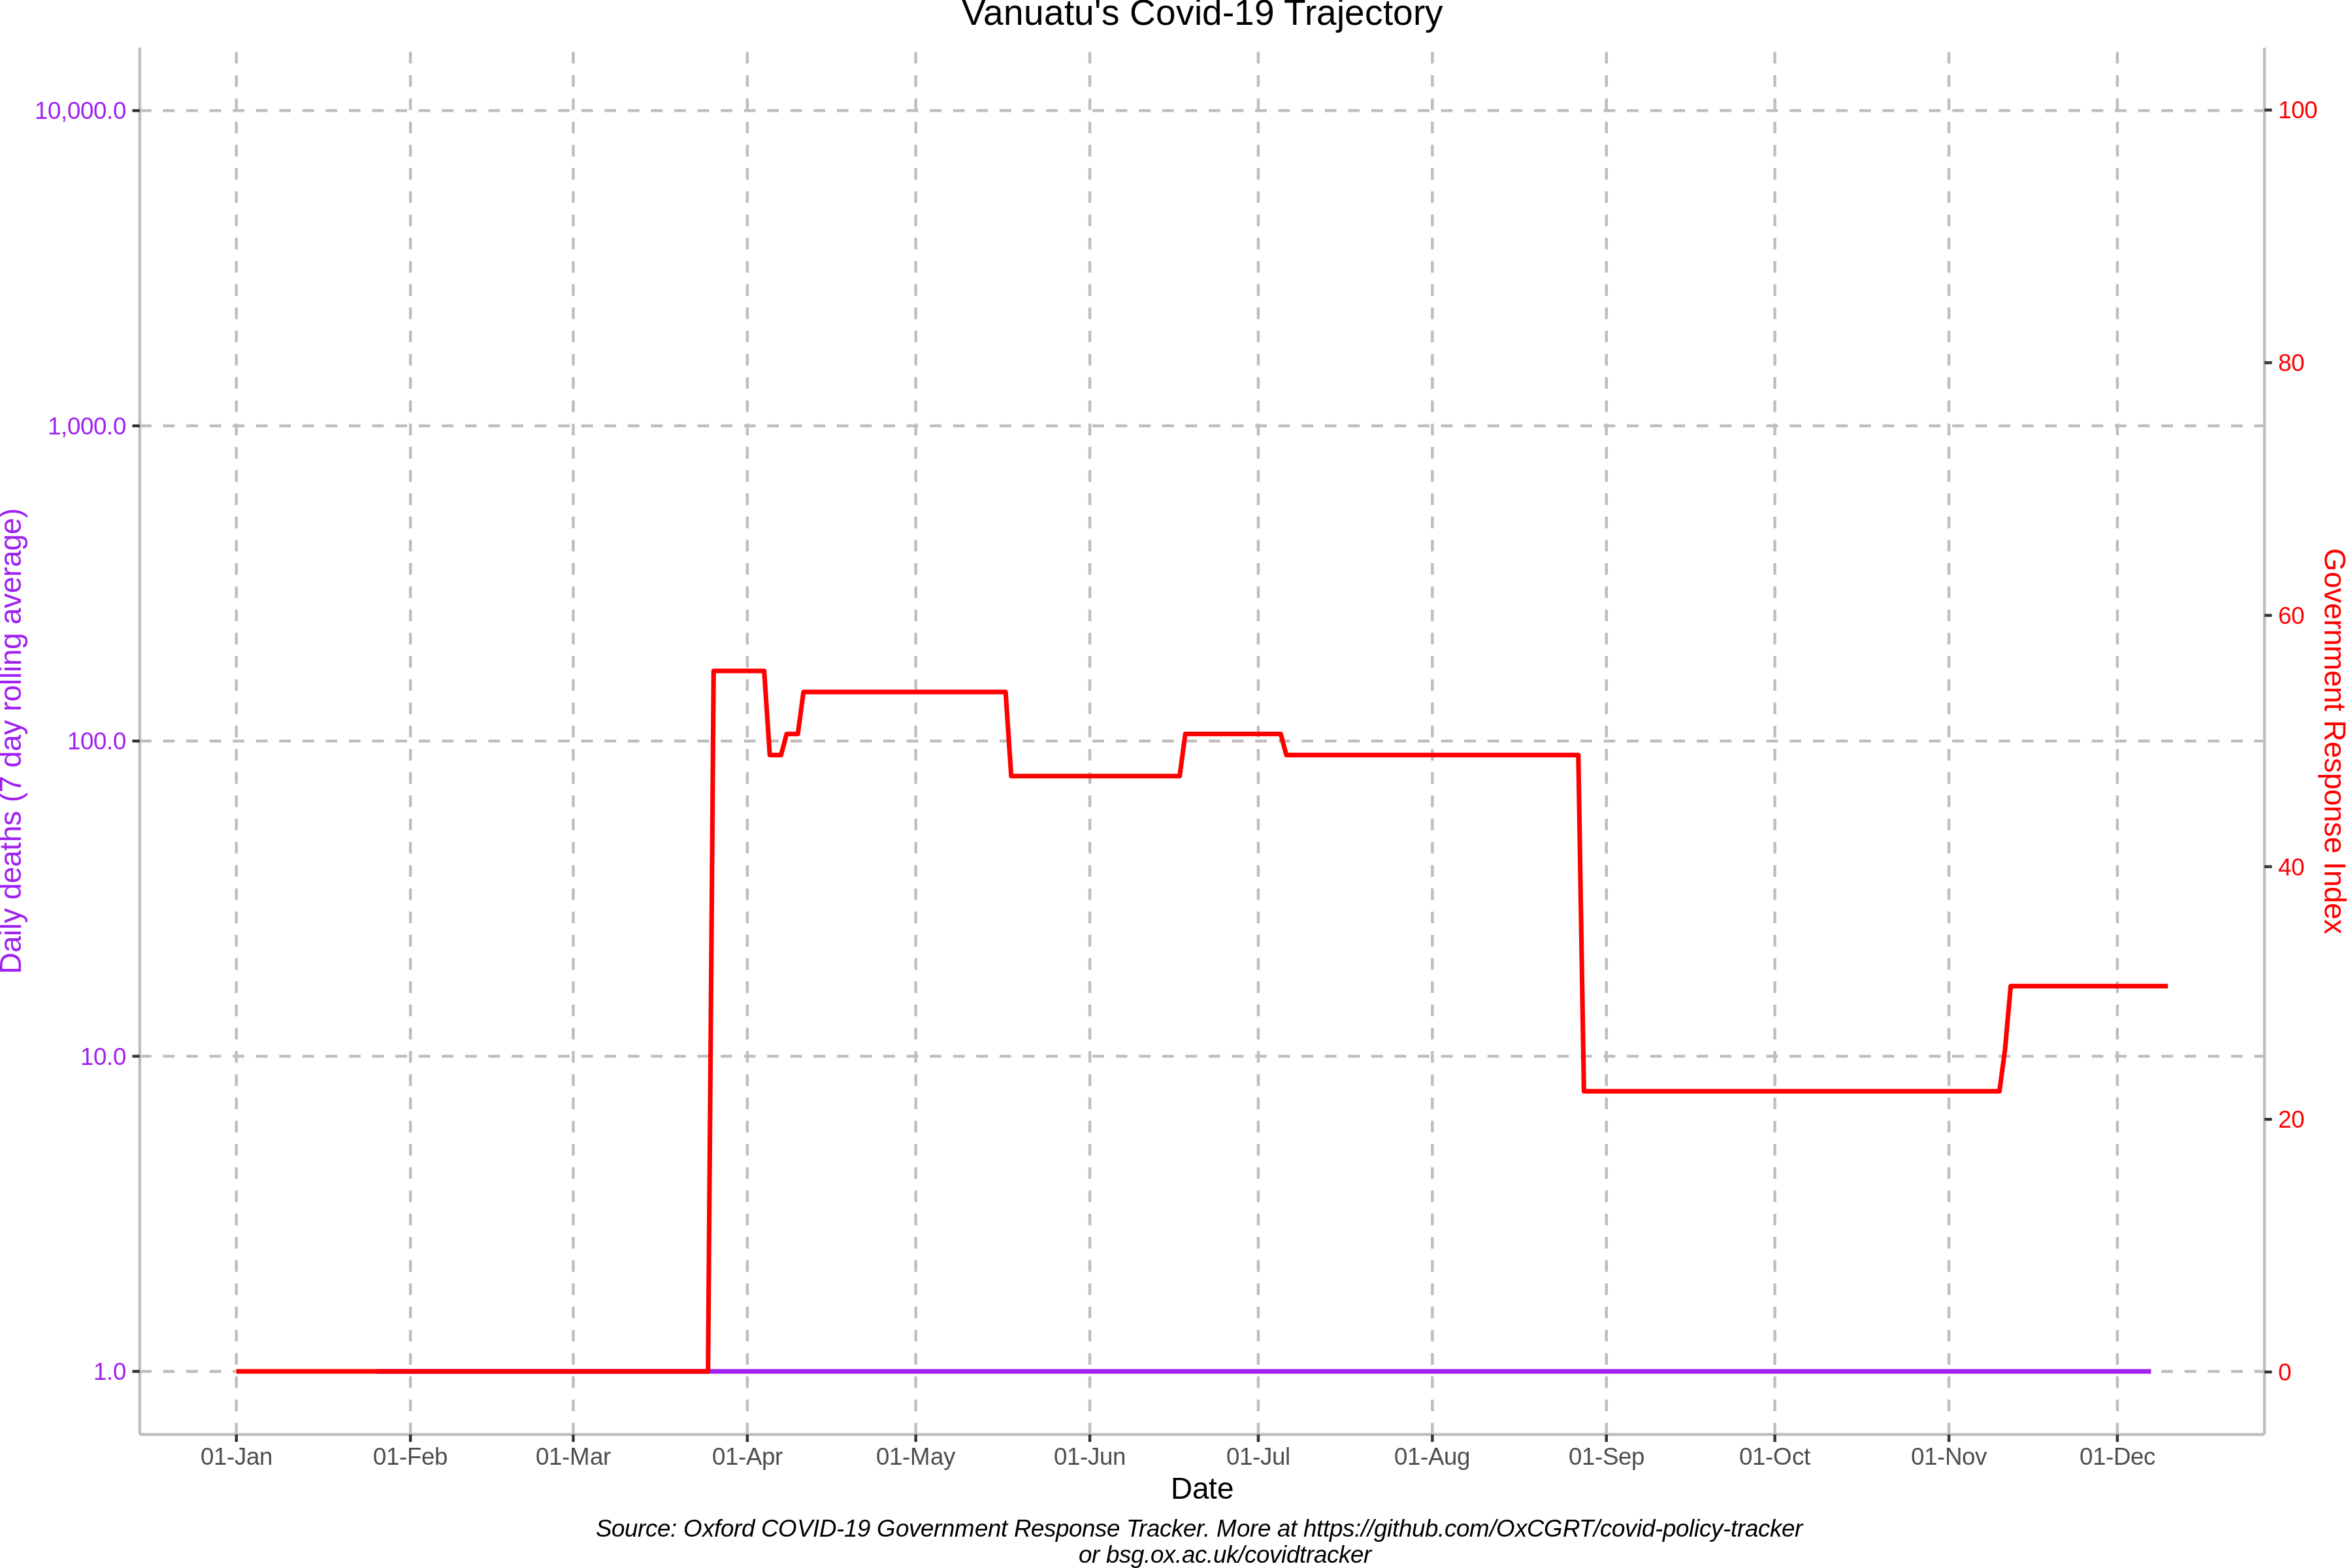 Vanuatu's Covid-19 Trajectory
10,000.0
1,000.0
100.0
10.0
1.0
Daily deaths (7 day rolling average)
100
80
60
40
20
0
Government Response Index
01-Jan 01-Feb 01-Mar 01-Apr 01-May 01-Jun 01-Jul 01-Aug 01-Sep 01-Oct 01-Nov 01-Dec
Date
Source: Oxford COVID-19 Government Response Tracker. More at https://github.com/OxCGRT/covid-policy-tracker
or bsg.ox.ac.uk/covidtracker